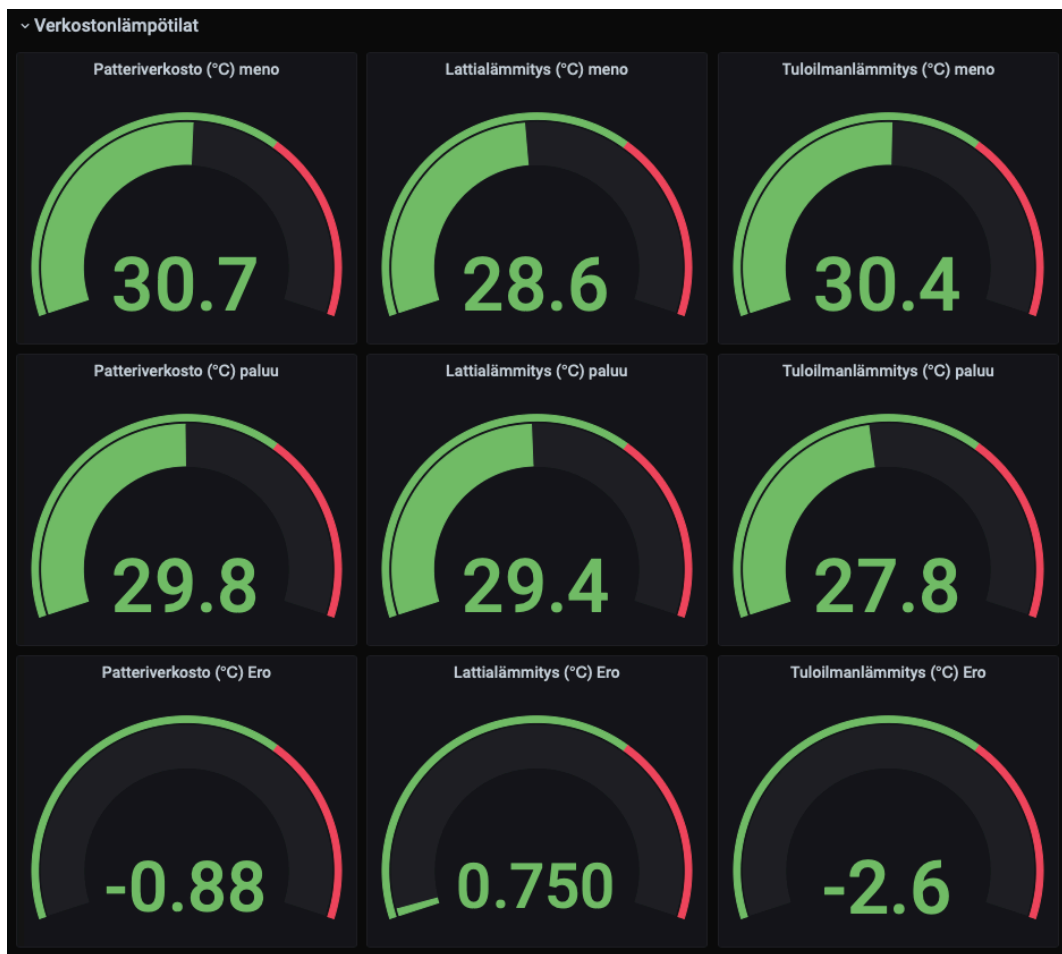 Verkostonlämpötilat
Patteriverkosto (°C) meno
Lattialämmitys (°C) meno
Tuloilmanlämmitys (°C) meno
30.7
28.6
30.4
Patteriverkosto (°C) paluu
Lattialämmitys (°C) paluu
Tuloilmanlämmitys (°C) paluu
29.8
29.4
27.8
Patteriverkosto (°C) Ero
Lattialämmitys (°C) Ero
Tuloilmanlämmitys (°C) Ero
-0.88
0.750
-2.6